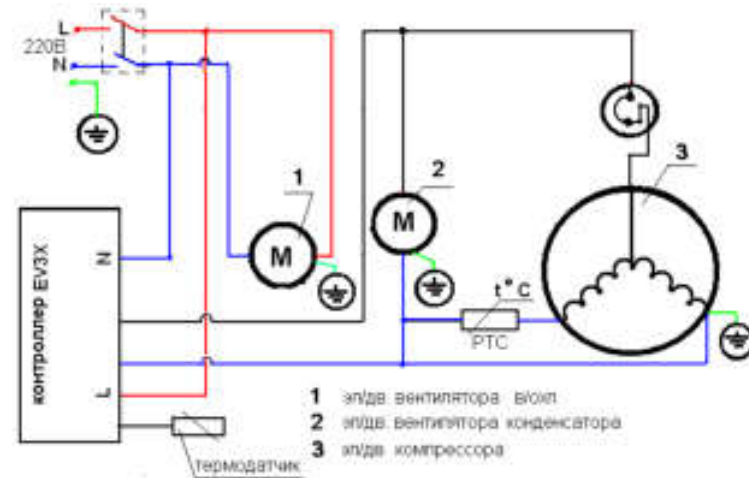 L
220В
N
1
2
3
M
M
t°C
РТС
контроллер EV3X
N
L
термодатчик
1 эл/дв. вентилятора в/охл
2 эл/дв. вентилятора конденсатора
3 эл/дв компрессора